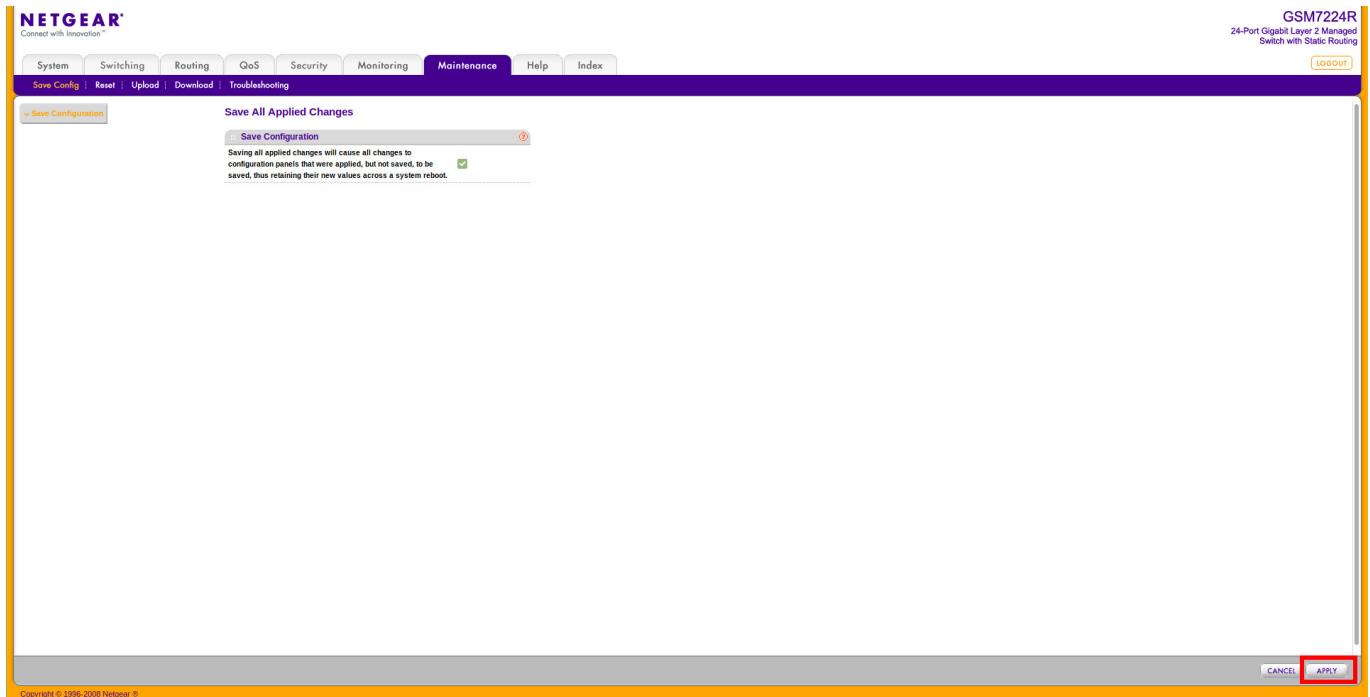 NETGEAR®
Connect with Innovation™
GSM7224R
24-Port Gigabit Layer 2 Managed
Switch with Static Routing
System Switching Routing QoS Security Monitoring Maintenance Help Index
LOGOUT
Save Config Reset Upload Download Troubleshooting
Save Configuration
Save All Applied Changes
Save Configuration
Saving all applied changes will cause all changes to
configuration panels that were applied, but not saved, to be
saved, thus retaining their new values across a system reboot.
CANCEL APPLY
Copyright © 1996-2008 Netgear ®